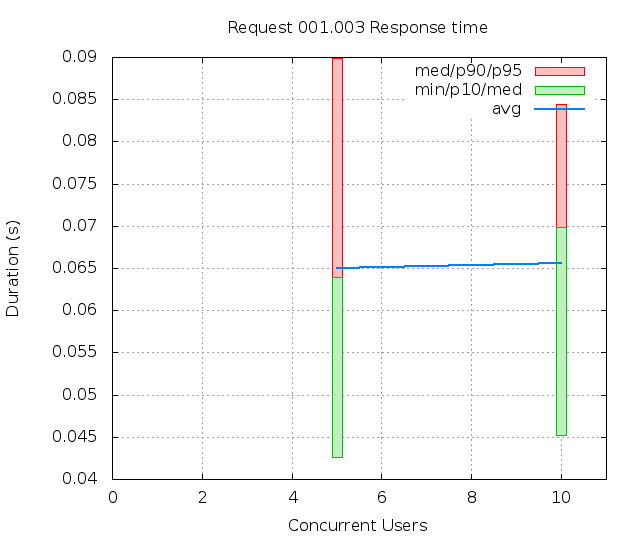 Request 001.003 Response time
med/p90/p95
min/p10/med
avg
0.09
0.085
0.08
0.075
0.07
0.065
0.06
0.055
0.05
0.045
0.04
Duration (s)
0 2 4 6 8 10
Concurrent Users